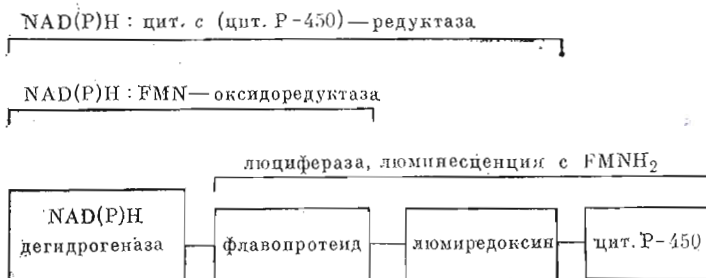 NAD(P)H : цит. с (цит. Р-450)—редуктаза
NAD(P)H : FMN—оксидоредуктаза
люцифераза, люминесценция с FMNH₂
NAD(P)H
дегидрогеназа
флавопротеид
люмиредоксин
цит. Р-450